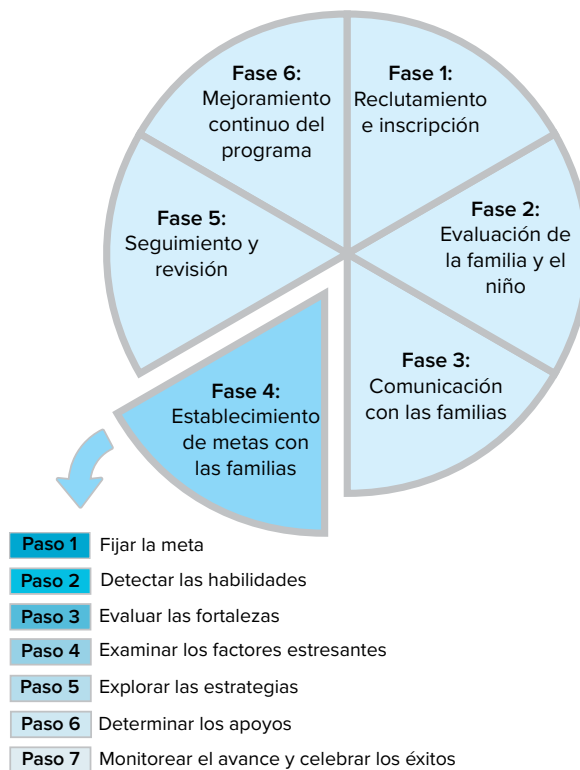 Fase 6:
Mejoramiento
continuo del
programa
Fase 1:
Reclutamiento
e inscripción
Fase 2:
Evaluación de
la familia y el
niño
Fase 3:
Comunicación
con las familias
Fase 4:
Establecimiento
de metas con
las familias
Fase 5:
Seguimiento y
revisión
Paso 1 Fijar la meta
Paso 2 Detectar las habilidades
Paso 3 Evaluar las fortalezas
Paso 4 Examinar los factores estresantes
Paso 5 Explorar las estrategias
Paso 6 Determinar los apoyos
Paso 7 Monitorear el avance y celebrar los éxitos